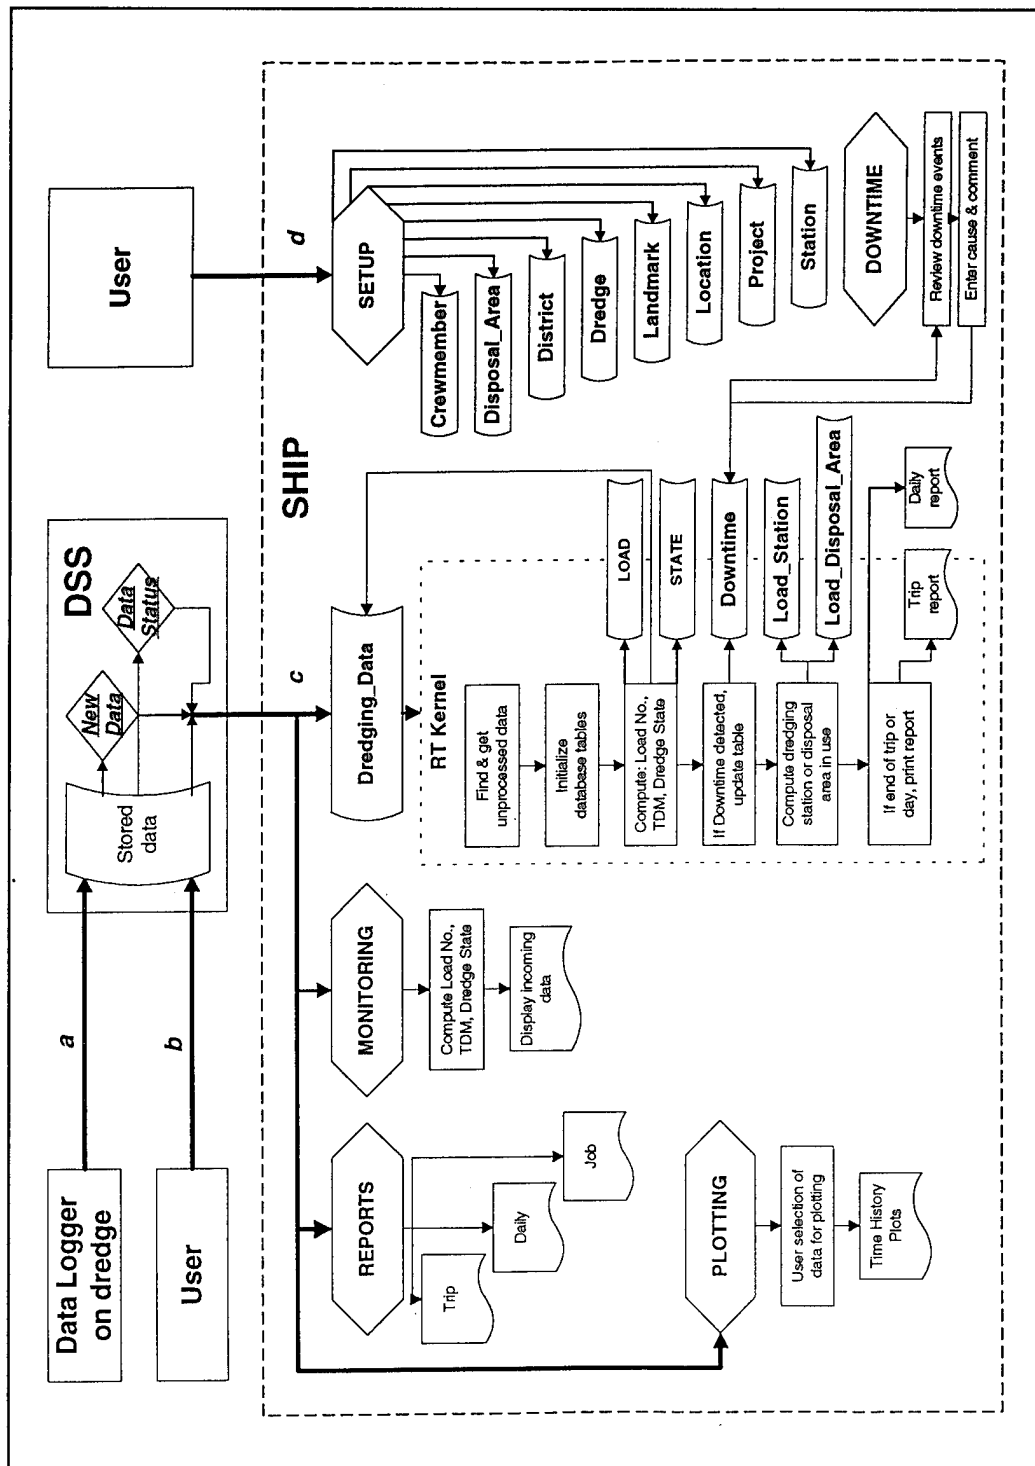 Data Logger
on dredge
User
a
b
DSS
Stored
data
New
Data
Data
Status
User
c
d
SHIP
REPORTS
Trip
Daily
Job
MONITORING
Compute Load No.,
TDM, Dredge State
Display incoming
data
PLOTTING
User selection of
data for plotting
Time History
Plots
Dredging_Data
RT Kernel
Find & get
unprocessed data
Initialize
database tables
Compute: Load No.,
TDM, Dredge State
If Downtime detected,
update table
Compute dredging
station or disposal
area in use
If end of trip or
day, print report
LOAD
STATE
Downtime
Load_Station
Load_Disposal_Area
Trip
report
Daily
report
SETUP
Crewmember
Disposal_Area
District
Dredge
Landmark
Location
Project
Station
DOWNTIME
Review downtime events
Enter cause & comment